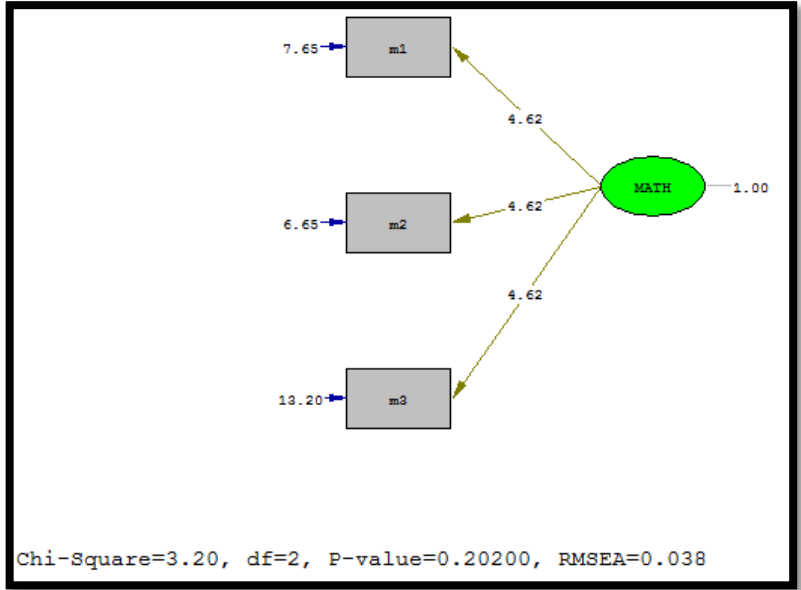 7.65 m1
4.62
MATH 1.00
6.65 m2 4.62
4.62
13.20 m3
Chi-Square=3.20, df=2, P-value=0.20200, RMSEA=0.038